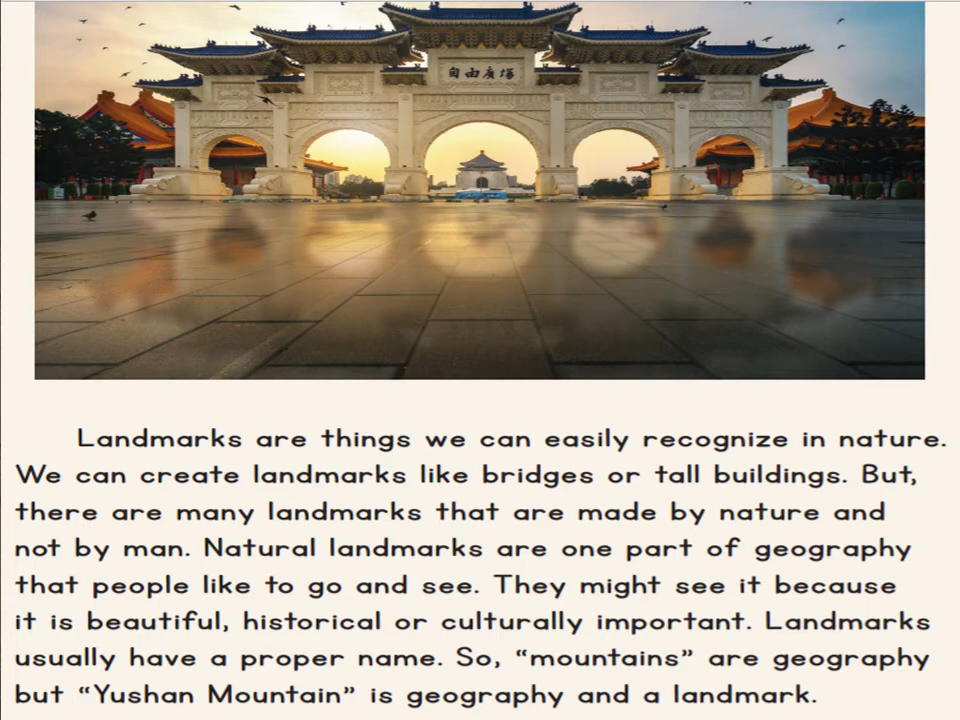 自由廣場
Landmarks are things we can easily recognize in nature.
We can create landmarks like bridges or tall buildings. But,
there are many landmarks that are made by nature and
not by man. Natural landmarks are one part of geography
that people like to go and see. They might see it because
it is beautiful, historical or culturally important. Landmarks
usually have a proper name. So, “mountains” are geography
but “Yushan Mountain” is geography and a landmark.